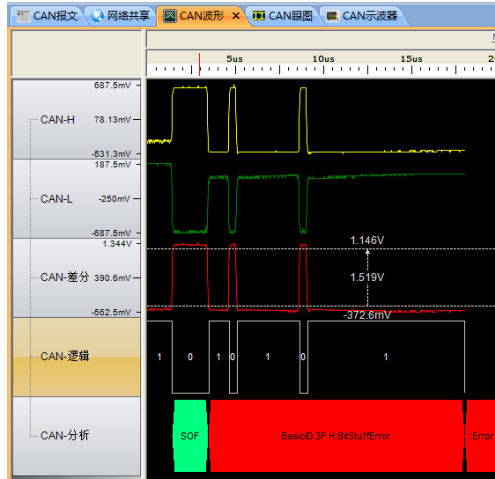 CAN报文 网络共享 CAN波形 × CAN眼图 CAN示波器
5us 10us 15us
687.5mV
CAN-H 78.13mV
-531.3mV
187.5mV
CAN-L -250mV
-687.5mV
1.344V
1.146V
CAN-差分 390.6mV 1.519V
-562.5mV -372.6mV
CAN-逻辑 1 0 1 0 1 0 1
CAN-分析 SOF BasicID:3F H:BitStuffError :Error